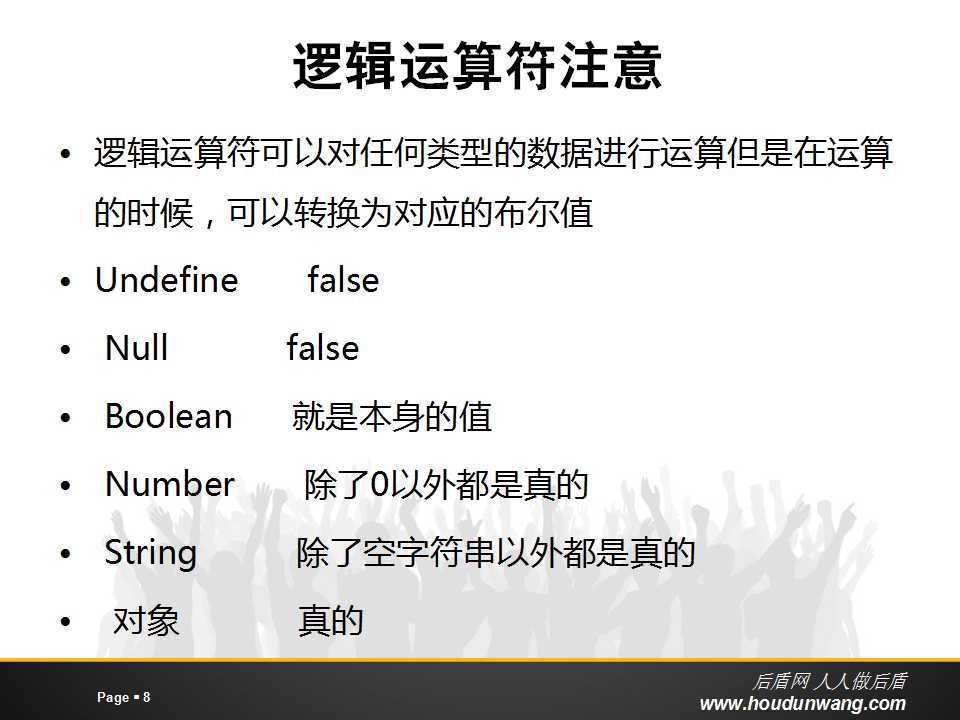 逻辑运算符注意
• 逻辑运算符可以对任何类型的数据进行运算但是在运算
的时候，可以转换为对应的布尔值
• Undefine false
• Null false
• Boolean 就是本身的值
• Number 除了0以外都是真的
• String 除了空字符串以外都是真的
• 对象 真的
Page ▪ 8
后盾网 人人做后盾
www.houdunwang.com